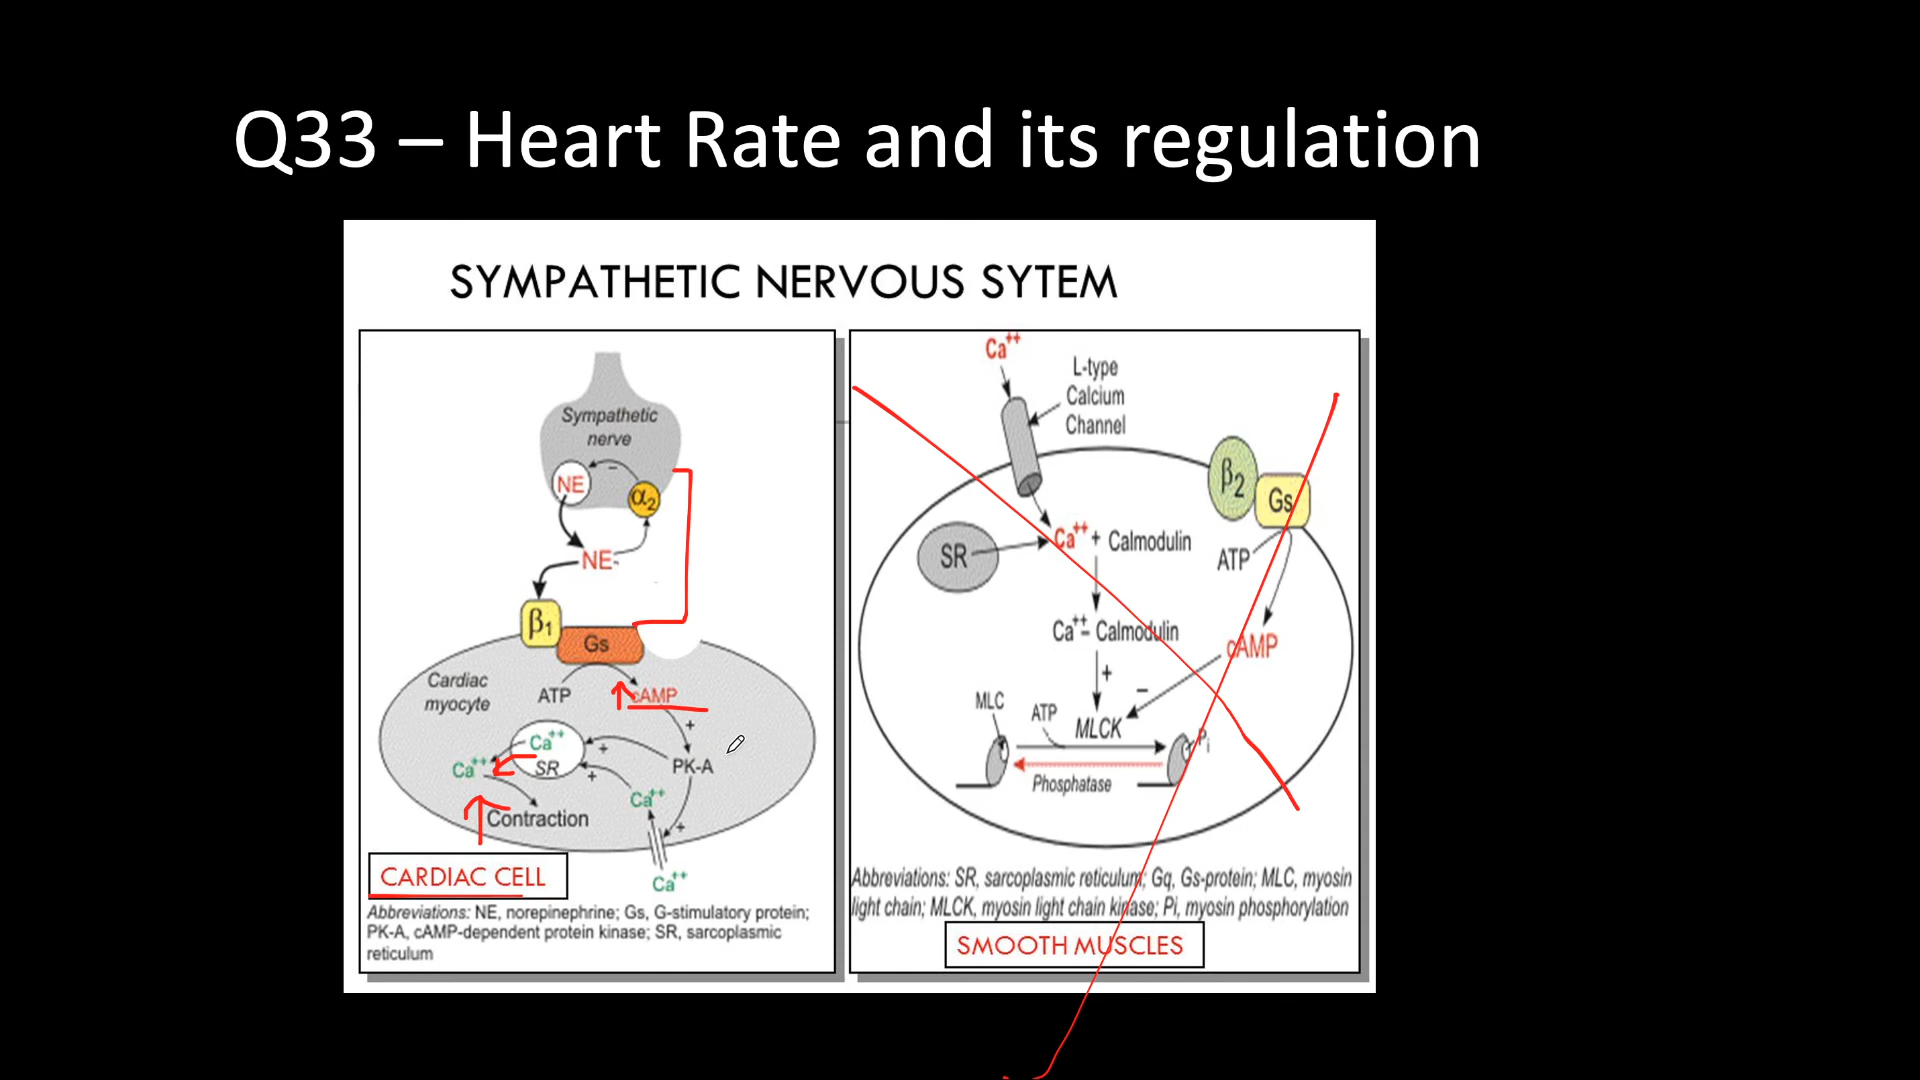 Q33 – Heart Rate and its regulation
SYMPATHETIC NERVOUS SYTEM
Sympathetic
nerve
NE
−
α2
NE
β1
Gs
Cardiac
myocyte
ATP
cAMP
+
Ca++
SR
+
PK-A
Ca++
+
Ca++
Contraction
+
Ca++
CARDIAC CELL
Abbreviations: NE, norepinephrine; Gs, G-stimulatory protein;
PK-A, cAMP-dependent protein kinase; SR, sarcoplasmic
reticulum
Ca++
L-type
Calcium
Channel
β2
Gs
SR
Ca++ + Calmodulin
ATP
Ca++– Calmodulin
cAMP
+
−
MLC
ATP
MLCK
Pi
Phosphatase
Abbreviations: SR, sarcoplasmic reticulum; Gq, Gs-protein; MLC, myosin
light chain; MLCK, myosin light chain kinase; Pi, myosin phosphorylation
SMOOTH MUSCLES